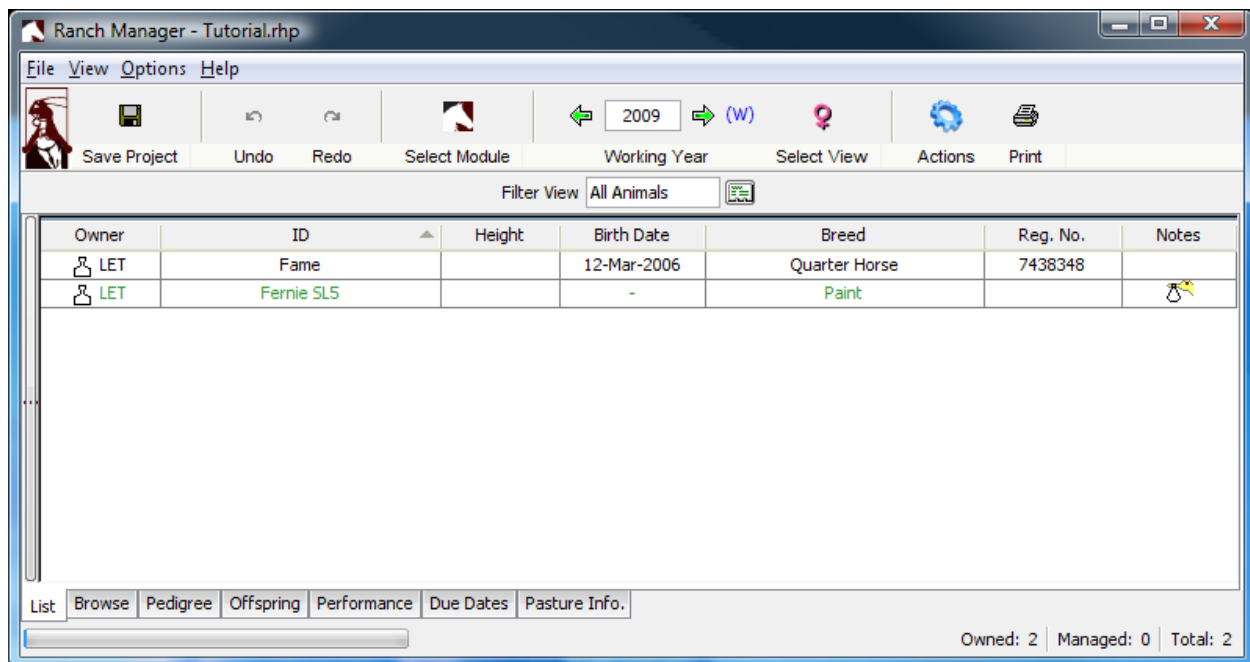 Ranch Manager - Tutorial.rhp
File View Options Help
2009 (W)
Save Project Undo Redo Select Module Working Year Select View Actions Print
Filter View All Animals
Owner ID Height Birth Date Breed Reg. No. Notes
LET Fame 12-Mar-2006 Quarter Horse 7438348
LET Fernie SL5 - Paint
List Browse Pedigree Offspring Performance Due Dates Pasture Info.
Owned: 2 Managed: 0 Total: 2